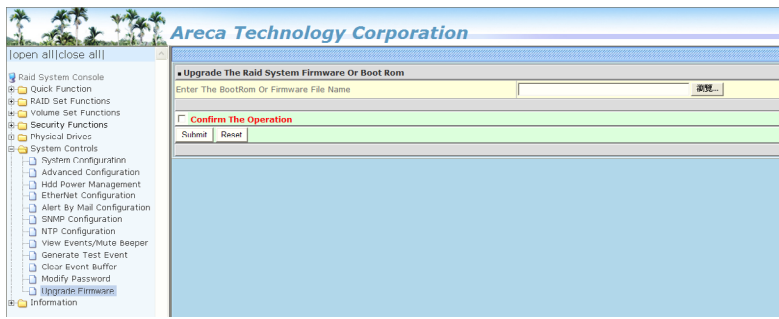 Areca Technology Corporation
|open all|close all|
Raid System Console
Quick Function
RAID Set Functions
Volume Set Functions
Security Functions
Physical Drives
System Controls
System Configuration
Advanced Configuration
Hdd Power Management
EtherNet Configuration
Alert By Mail Configuration
SNMP Configuration
NTP Configuration
View Events/Mute Beeper
Generate Test Event
Clear Event Buffer
Modify Password
Upgrade Firmware
Information
Upgrade The Raid System Firmware Or Boot Rom
Enter The BootRom Or Firmware File Name
瀏覽...
Confirm The Operation
Submit Reset